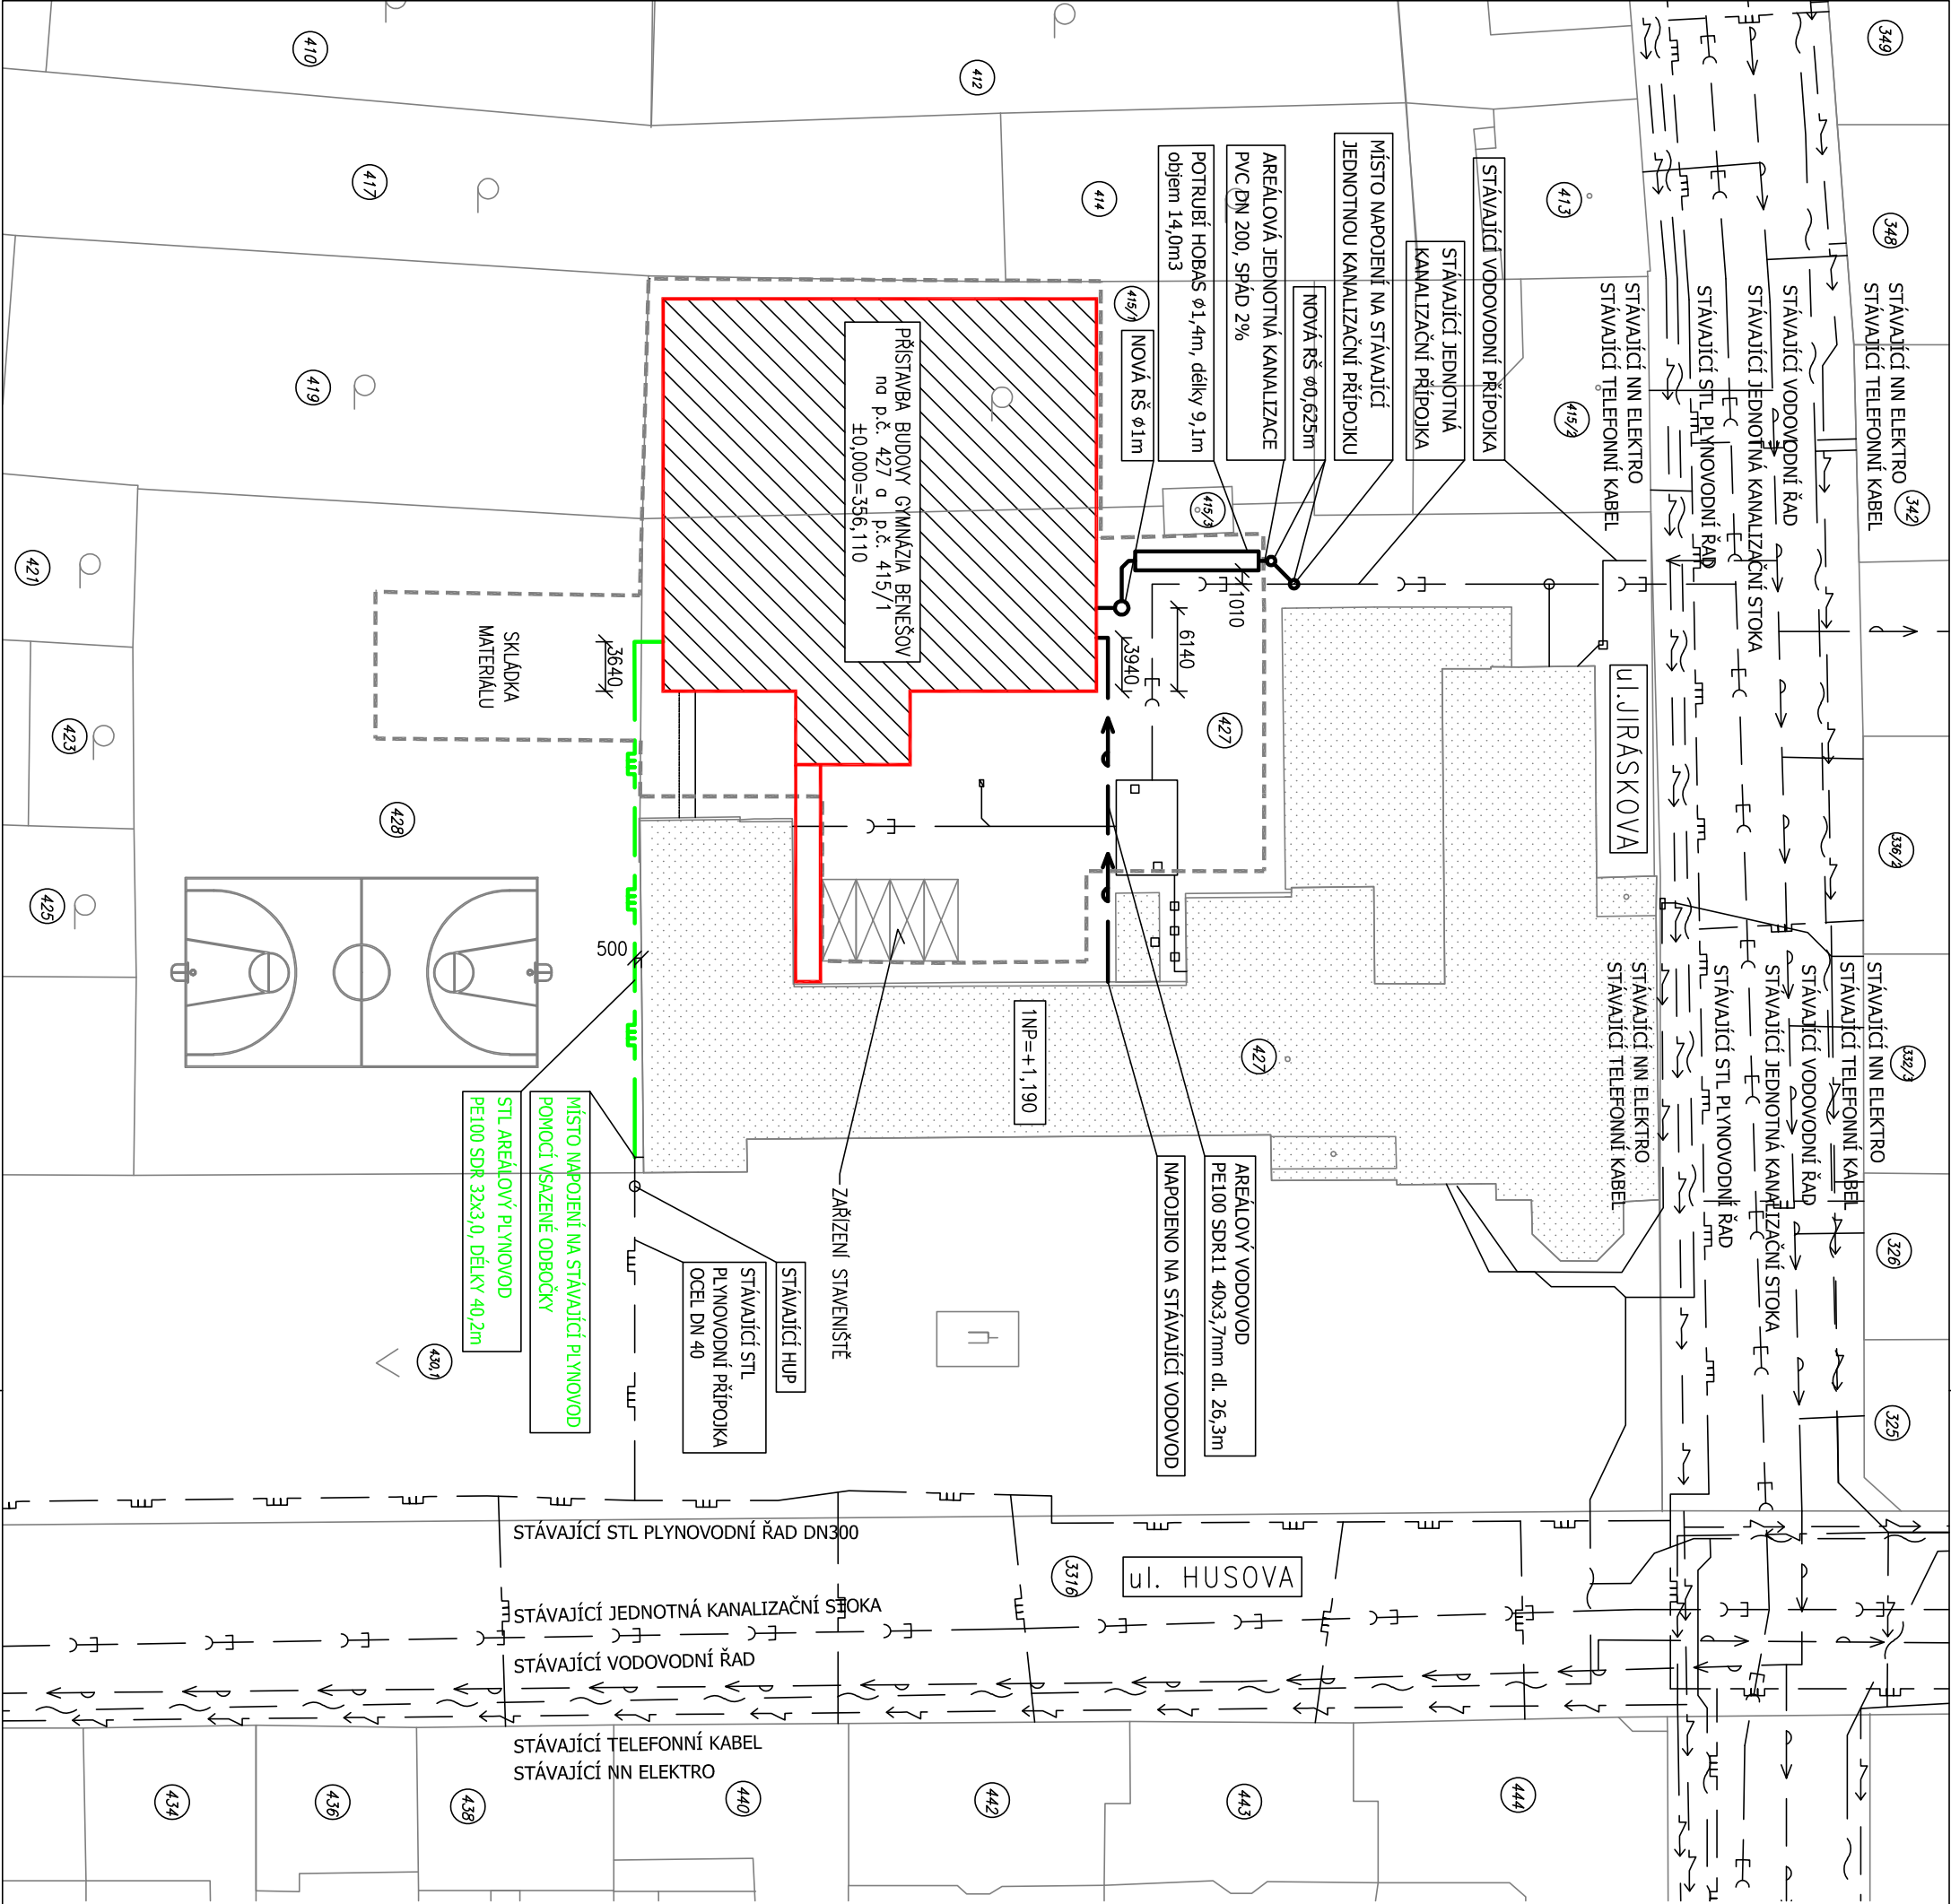 349
348
342
336/2
332/3
326
325
410
412
417
414
413
415/1
415/2
415/3
419
421
423
425
427
427
428
430/1
3316
434
436
438
440
442
443
444
STÁVAJÍCÍ NN ELEKTRO
STÁVAJÍCÍ TELEFONNÍ KABEL
STÁVAJÍCÍ VODOVODNÍ ŘAD
STÁVAJÍCÍ JEDNOTNÁ KANALIZAČNÍ STOKA
STÁVAJÍCÍ STL PLYNOVODNÍ ŘAD
STÁVAJÍCÍ NN ELEKTRO
STÁVAJÍCÍ TELEFONNÍ KABEL
STÁVAJÍCÍ VODOVODNÍ PŘÍPOJKA
STÁVAJÍCÍ JEDNOTNÁ
KANALIZAČNÍ PŘÍPOJKA
MÍSTO NAPOJENÍ NA STÁVAJÍCÍ
JEDNOTNOU KANALIZAČNÍ PŘÍPOJKU
NOVÁ RŠ ø0,625m
AREÁLOVÁ JEDNOTNÁ KANALIZACE
PVC DN 200, SPÁD 2%
POTRUBÍ HOBAS ø1,4m, délky 9,1m
objem 14,0m3
NOVÁ RŠ ø1m
PŘÍSTAVBA BUDOVY GYMNÁZIA BENEŠOV
na p.č. 427 a p.č. 415/1
±0,000=356,110
SKLÁDKA
MATERIÁLU
3640
3940
6140
1010
500
ul.JIRÁSKOVA
1NP=+1,190
STÁVAJÍCÍ NN ELEKTRO
STÁVAJÍCÍ TELEFONNÍ KABEL
STÁVAJÍCÍ VODOVODNÍ ŘAD
STÁVAJÍCÍ JEDNOTNÁ KANALIZAČNÍ STOKA
STÁVAJÍCÍ STL PLYNOVODNÍ ŘAD
STÁVAJÍCÍ NN ELEKTRO
STÁVAJÍCÍ TELEFONNÍ KABEL
AREÁLOVÝ VODOVOD
PE100 SDR11 40x3,7mm dl. 26,3m
NAPOJENO NA STÁVAJÍCÍ VODOVOD
ZAŘÍZENÍ STAVENIŠTĚ
STÁVAJÍCÍ HUP
STÁVAJÍCÍ STL
PLYNOVODNÍ PŘÍPOJKA
OCEL DN 40
MÍSTO NAPOJENÍ NA STÁVAJÍCÍ PLYNOVOD
POMOCÍ VSAZENÉ ODBOČKY
STL AREÁLOVÝ PLYNOVOD
PE100 SDR 32x3,0, DÉLKY 40,2m
STÁVAJÍCÍ STL PLYNOVODNÍ ŘAD DN300
ul. HUSOVA
STÁVAJÍCÍ JEDNOTNÁ KANALIZAČNÍ STOKA
STÁVAJÍCÍ VODOVODNÍ ŘAD
STÁVAJÍCÍ TELEFONNÍ KABEL
STÁVAJÍCÍ NN ELEKTRO